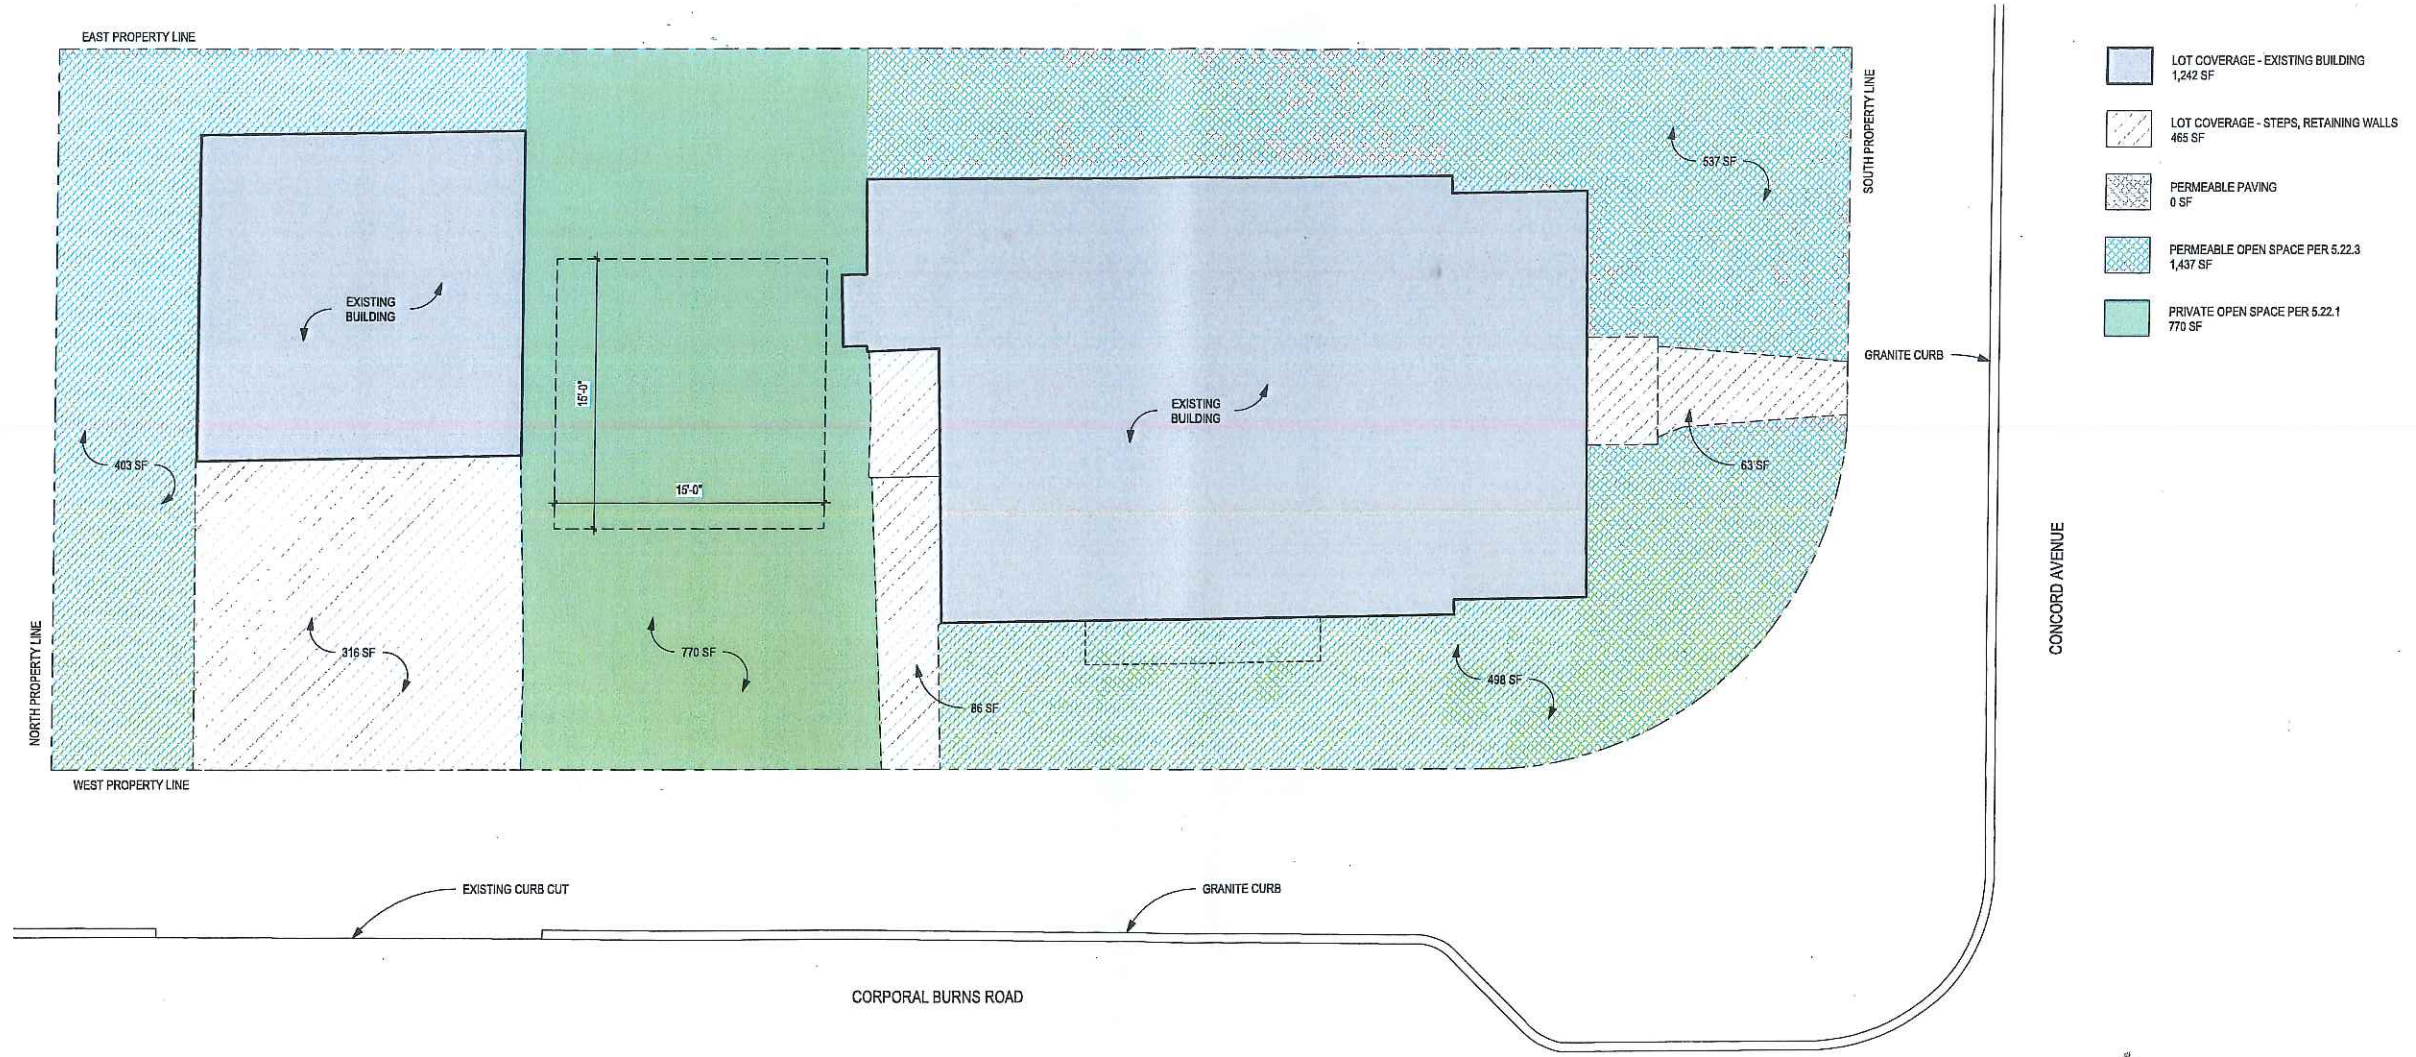 EAST PROPERTY LINE
SOUTH PROPERTY LINE
NORTH PROPERTY LINE
WEST PROPERTY LINE
EXISTING
BUILDING
EXISTING
BUILDING
15'-0"
15'-0"
403 SF
316 SF
770 SF
86 SF
498 SF
63 SF
537 SF
GRANITE CURB
CONCORD AVENUE
EXISTING CURB CUT
GRANITE CURB
CORPORAL BURNS ROAD
LOT COVERAGE - EXISTING BUILDING
1,242 SF
LOT COVERAGE - STEPS, RETAINING WALLS
465 SF
PERMEABLE PAVING
0 SF
PERMEABLE OPEN SPACE PER 5.22.3
1,437 SF
PRIVATE OPEN SPACE PER 5.22.1
770 SF